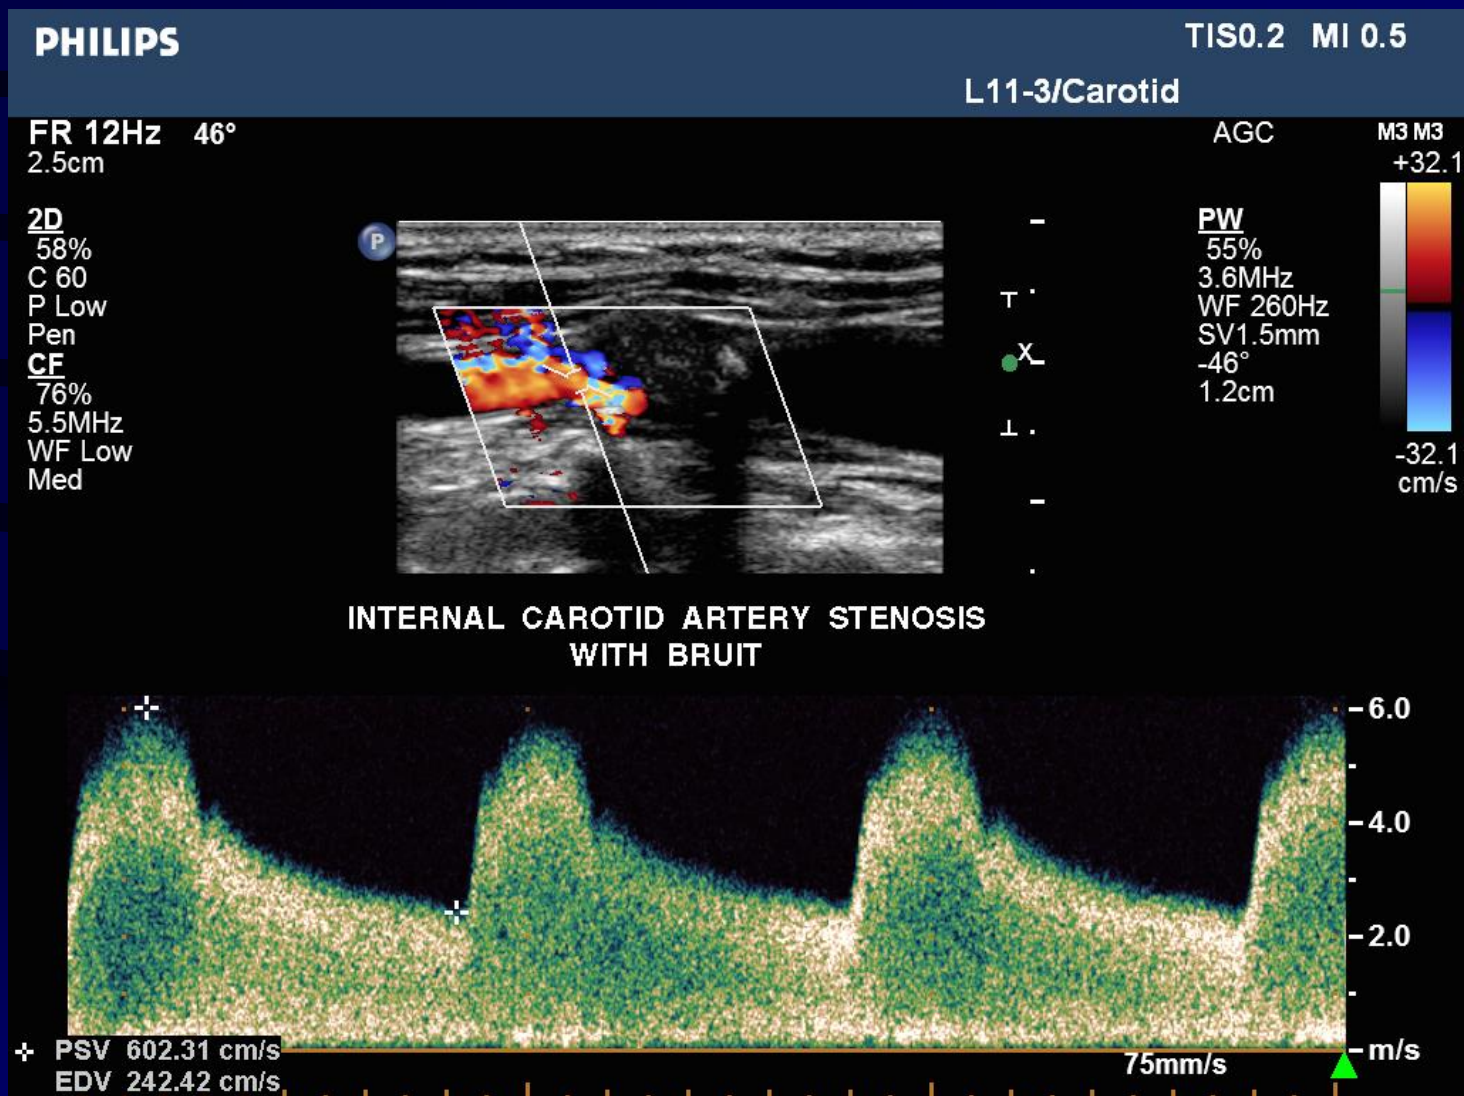 PHILIPS
TIS0.2 MI 0.5
L11-3/Carotid
FR 12Hz 46°
2.5cm
2D
58%
C 60
P Low
Pen
CF
76%
5.5MHz
WF Low
Med
P
X
AGC
PW
55%
3.6MHz
WF 260Hz
SV1.5mm
-46°
1.2cm
M3 M3
+32.1
-32.1
cm/s
INTERNAL CAROTID ARTERY STENOSIS
WITH BRUIT
6.0
4.0
2.0
m/s
75mm/s
PSV 602.31 cm/s
EDV 242.42 cm/s